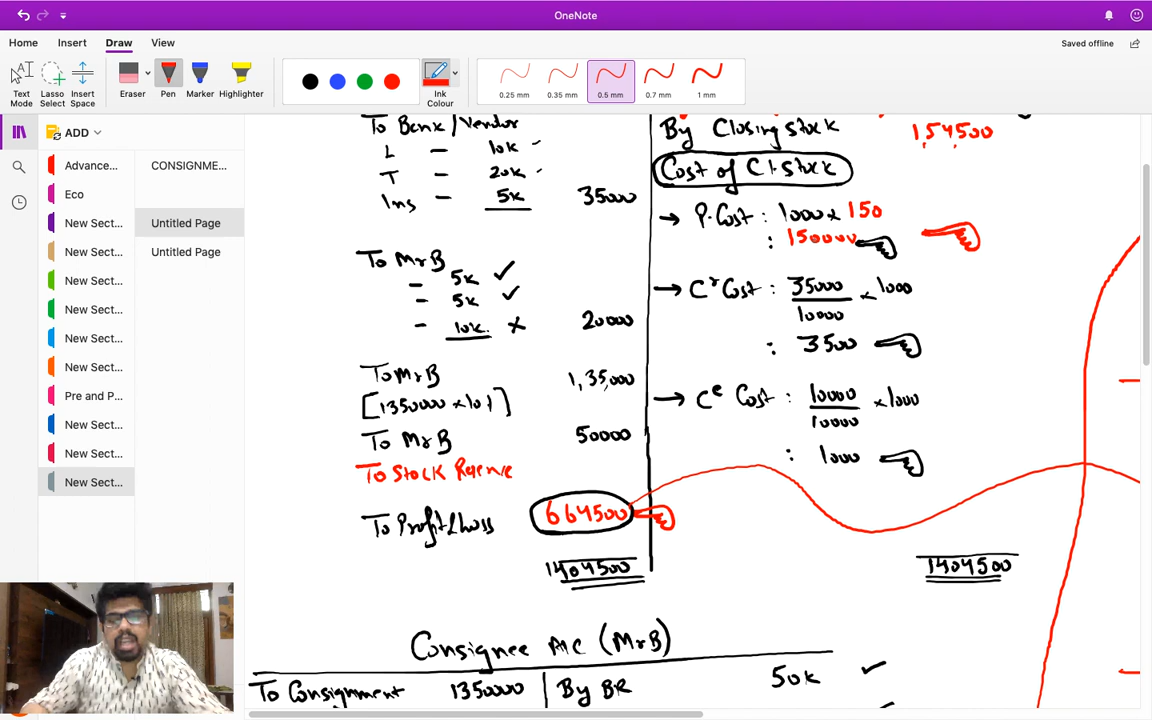 OneNote
Home Insert Draw View
Saved offline
Text Mode
Lasso Select
Insert Space
Eraser
Pen
Marker
Highlighter
Ink Colour
0.25 mm
0.35 mm
0.5 mm
0.7 mm
1 mm
ADD
Advance...
Eco
New Sect...
New Sect...
New Sect...
New Sect...
New Sect...
New Sect...
Pre and P...
New Sect...
New Sect...
New Sect...
CONSIGNME...
Untitled Page
Untitled Page
To Bank/Vendor
L - 10k -
T - 20k -
Ins - 5k 35000
To Mr B
- 5k ✓
- 5k ✓
- 10k. x 20000
To Mr B 1,35,000
[1350000 x 10%]
To Mr B 50000
To Stock Reserve
To Profit & Loss 664500
1404500
By Closing Stock 1,54,500
Cost of Cl. Stock
→ P. Cost : 1000 x 150
: 150000
→ Cr Cost : 35000 / 10000 x 1000
: 3500
→ Ce Cost : 10000 / 10000 x 1000
: 1000
1404500
Consignee A/C (Mr B)
To Consignment 1350000 By BR 50k ✓